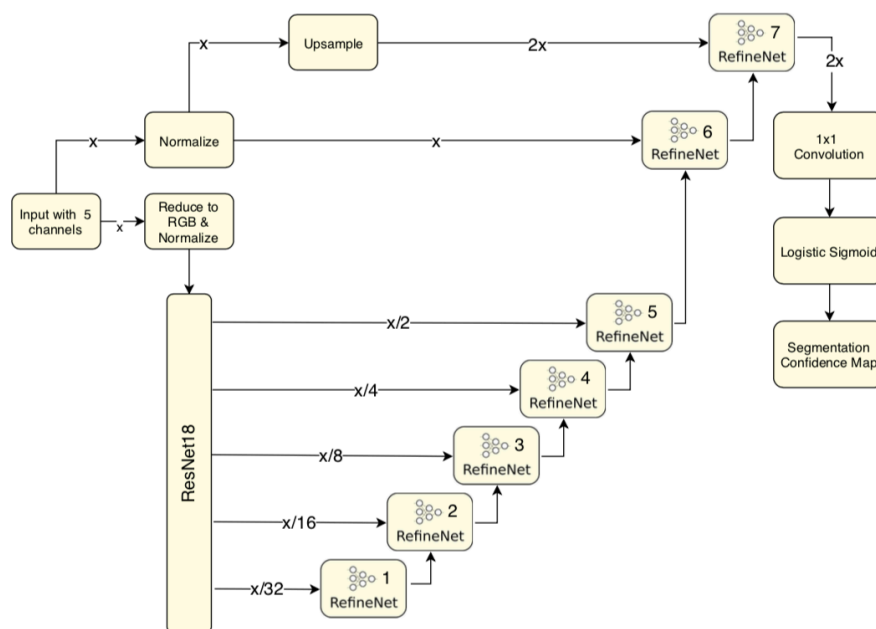 x
Upsample
2x
7
RefineNet
2x
x
Normalize
x
6
RefineNet
1x1
Convolution
Input with 5
channels
x
Reduce to
RGB &
Normalize
Logistic Sigmoid
ResNet18
x/2
5
RefineNet
Segmentation
Confidence Map
x/4
4
RefineNet
x/8
3
RefineNet
x/16
2
RefineNet
x/32
1
RefineNet